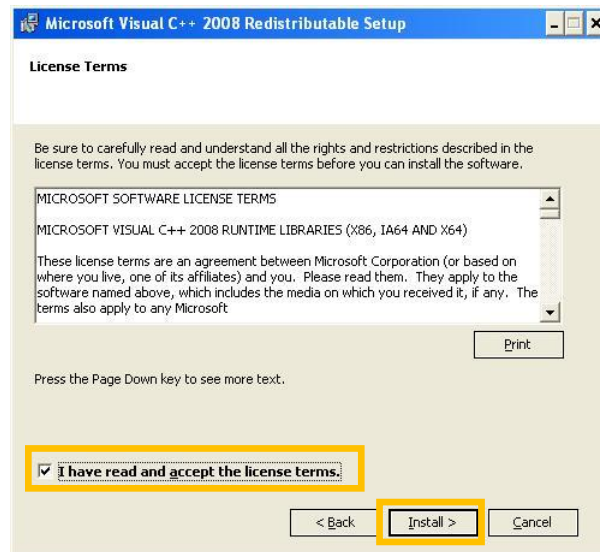 Microsoft Visual C++ 2008 Redistributable Setup
License Terms
Be sure to carefully read and understand all the rights and restrictions described in the
license terms. You must accept the license terms before you can install the software.
MICROSOFT SOFTWARE LICENSE TERMS
MICROSOFT VISUAL C++ 2008 RUNTIME LIBRARIES (X86, IA64 AND X64)
These license terms are an agreement between Microsoft Corporation (or based on
where you live, one of its affiliates) and you.  Please read them.  They apply to the
software named above, which includes the media on which you received it, if any.  The
terms also apply to any Microsoft
Print
Press the Page Down key to see more text.
I have read and accept the license terms.
< Back
Install >
Cancel